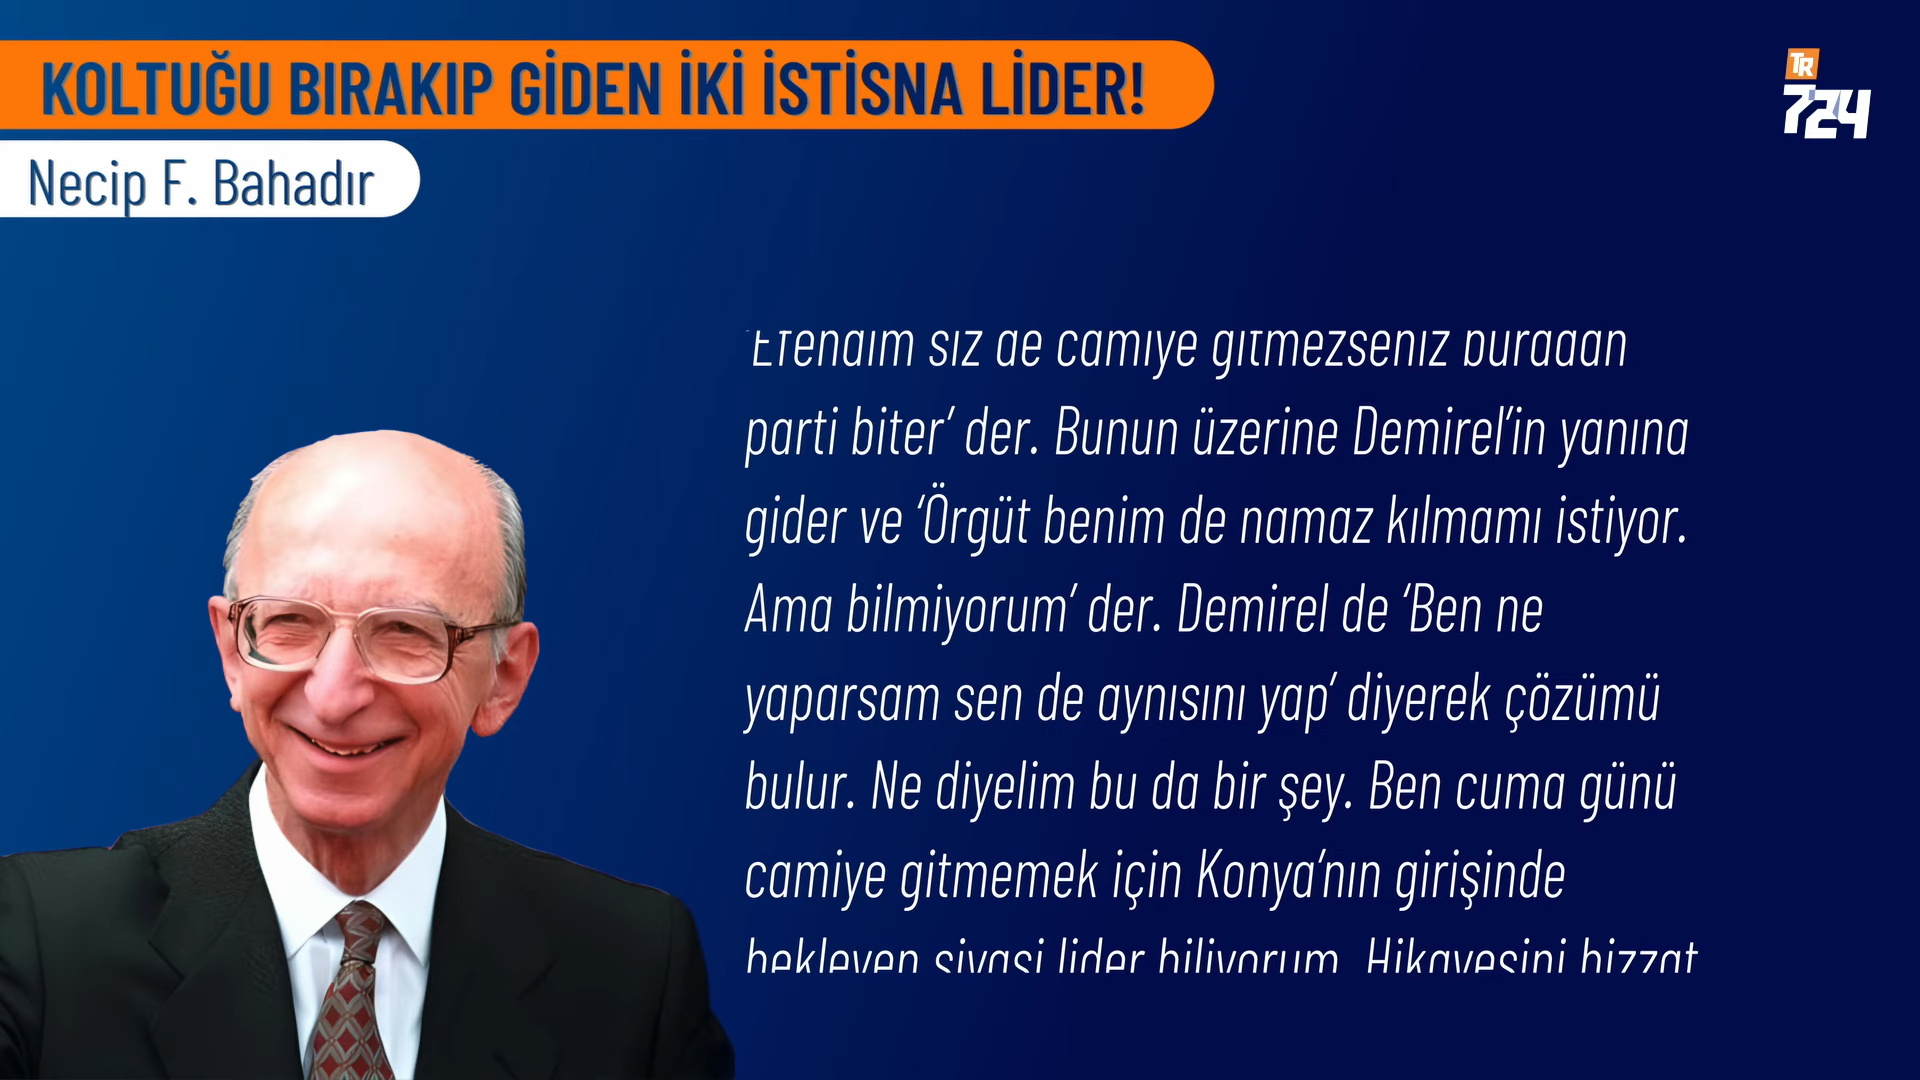 KOLTUĞU BIRAKIP GİDEN İKİ İSTİSNA LİDER!
TR
724
Necip F. Bahadır
'Efendim siz de camiye gitmezseniz buradan
parti biter' der. Bunun üzerine Demirel'in yanına
gider ve 'Örgüt benim de namaz kılmamı istiyor.
Ama bilmiyorum' der. Demirel de 'Ben ne
yaparsam sen de aynısını yap' diyerek çözümü
bulur. Ne diyelim bu da bir şey. Ben cuma günü
camiye gitmemek için Konya'nın girişinde
bekleyen siyasi lider biliyorum. Hikayesini bizzat